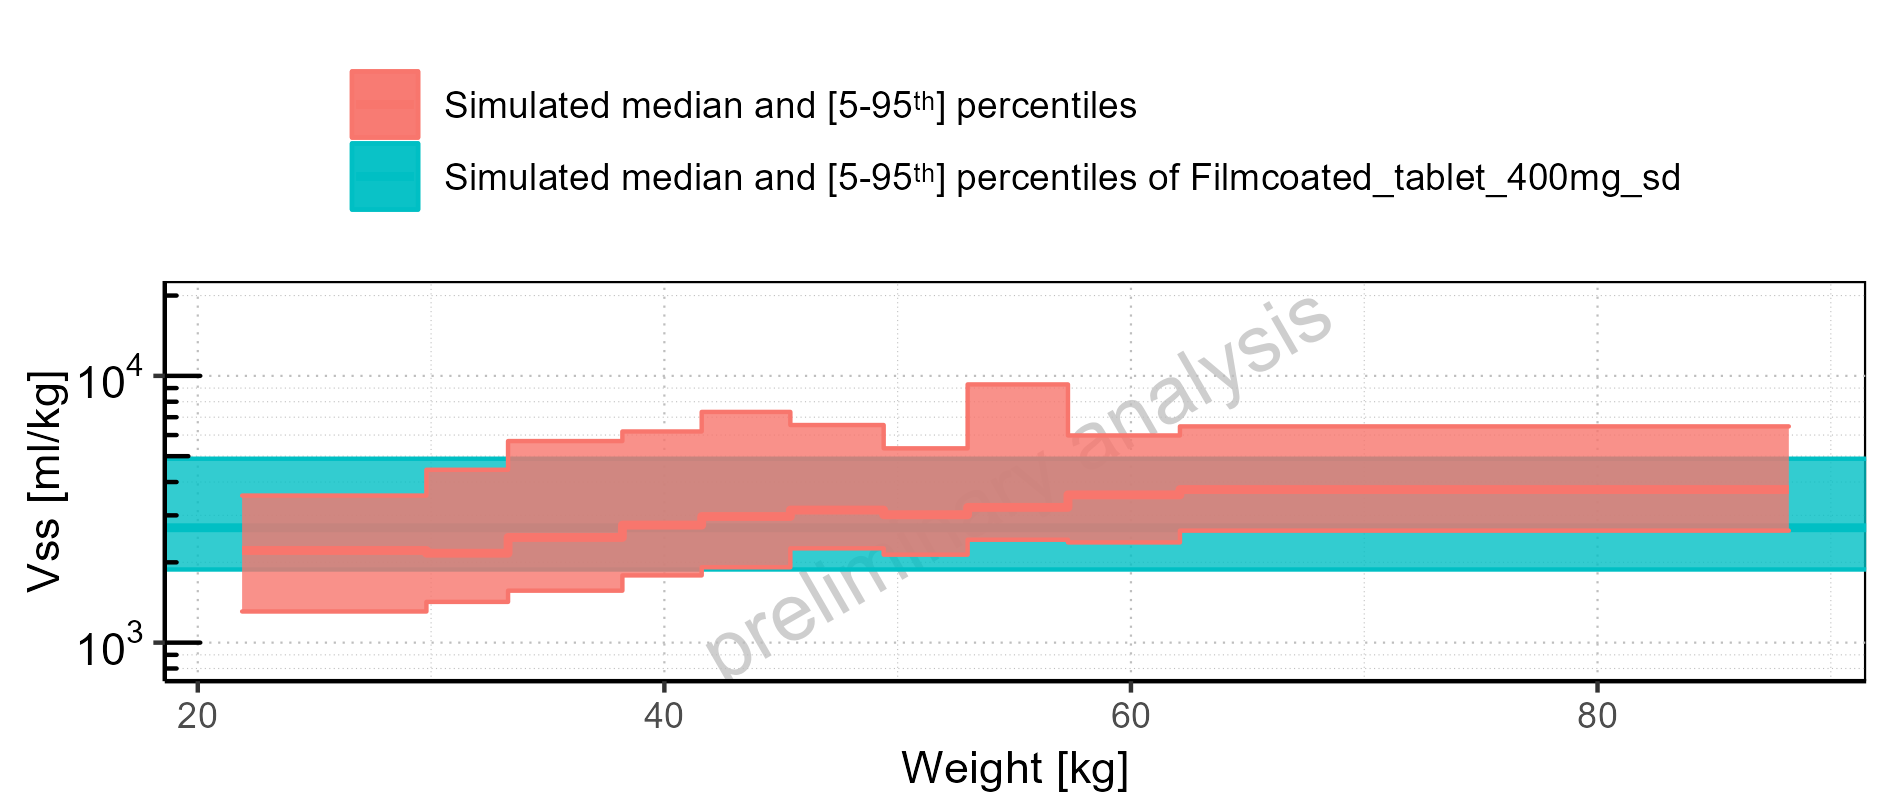 Simulated median and [5-95th] percentiles
Simulated median and [5-95th] percentiles of Filmcoated_tablet_400mg_sd
Vss [ml/kg]
10^4
10^3
preliminary analysis
20 40 60 80
Weight [kg]